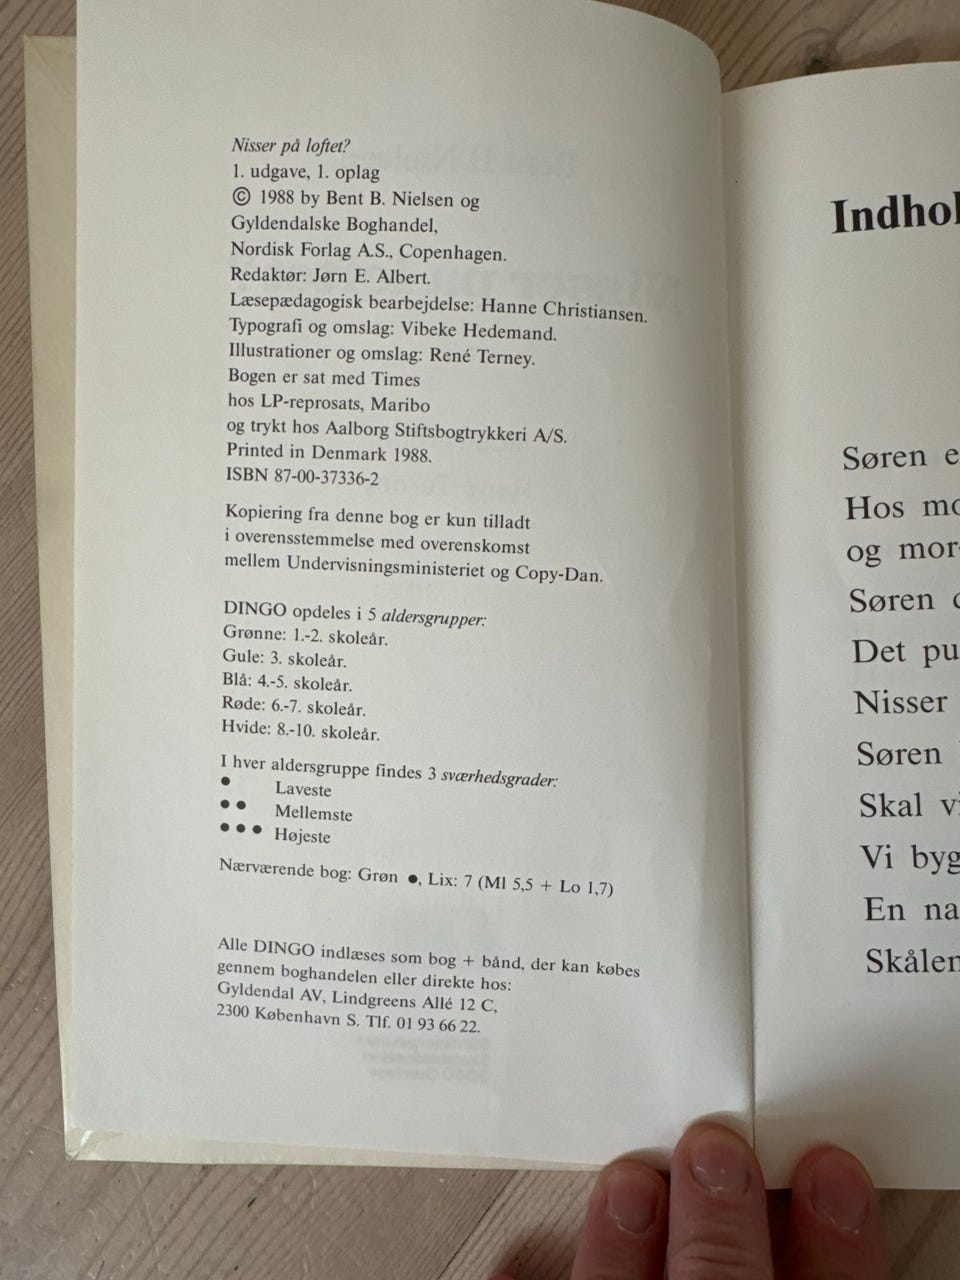 Nisser på loftet?
1. udgave, 1. oplag
© 1988 by Bent B. Nielsen og
Gyldendalske Boghandel,
Nordisk Forlag A.S., Copenhagen.
Redaktør: Jørn E. Albert.
Læsepædagogisk bearbejdelse: Hanne Christiansen.
Typografi og omslag: Vibeke Hedemand.
Illustrationer og omslag: René Terney.
Bogen er sat med Times
hos LP-reprosats, Maribo
og trykt hos Aalborg Stiftsbogtrykkeri A/S.
Printed in Denmark 1988.
ISBN 87-00-37336-2
Kopiering fra denne bog er kun tilladt
i overensstemmelse med overenskomst
mellem Undervisningsministeriet og Copy-Dan.
DINGO opdeles i 5 aldersgrupper:
Grønne: 1.-2. skoleår.
Gule: 3. skoleår.
Blå: 4.-5. skoleår.
Røde: 6.-7. skoleår.
Hvide: 8.-10. skoleår.
I hver aldersgruppe findes 3 sværhedsgrader:
● Laveste
● ● Mellemste
● ● ● Højeste
Nærværende bog: Grøn ●, Lix: 7 (Ml 5,5 + Lo 1,7)
Alle DINGO indlæses som bog + bånd, der kan købes
gennem boghandelen eller direkte hos:
Gyldendal AV, Lindgreens Allé 12 C,
2300 København S. Tlf. 01 93 66 22.
Indhol
Søren e
Hos mo
og mor
Søren
Det pu
Nisser
Søren
Skal vi
Vi byg
En na
Skålen